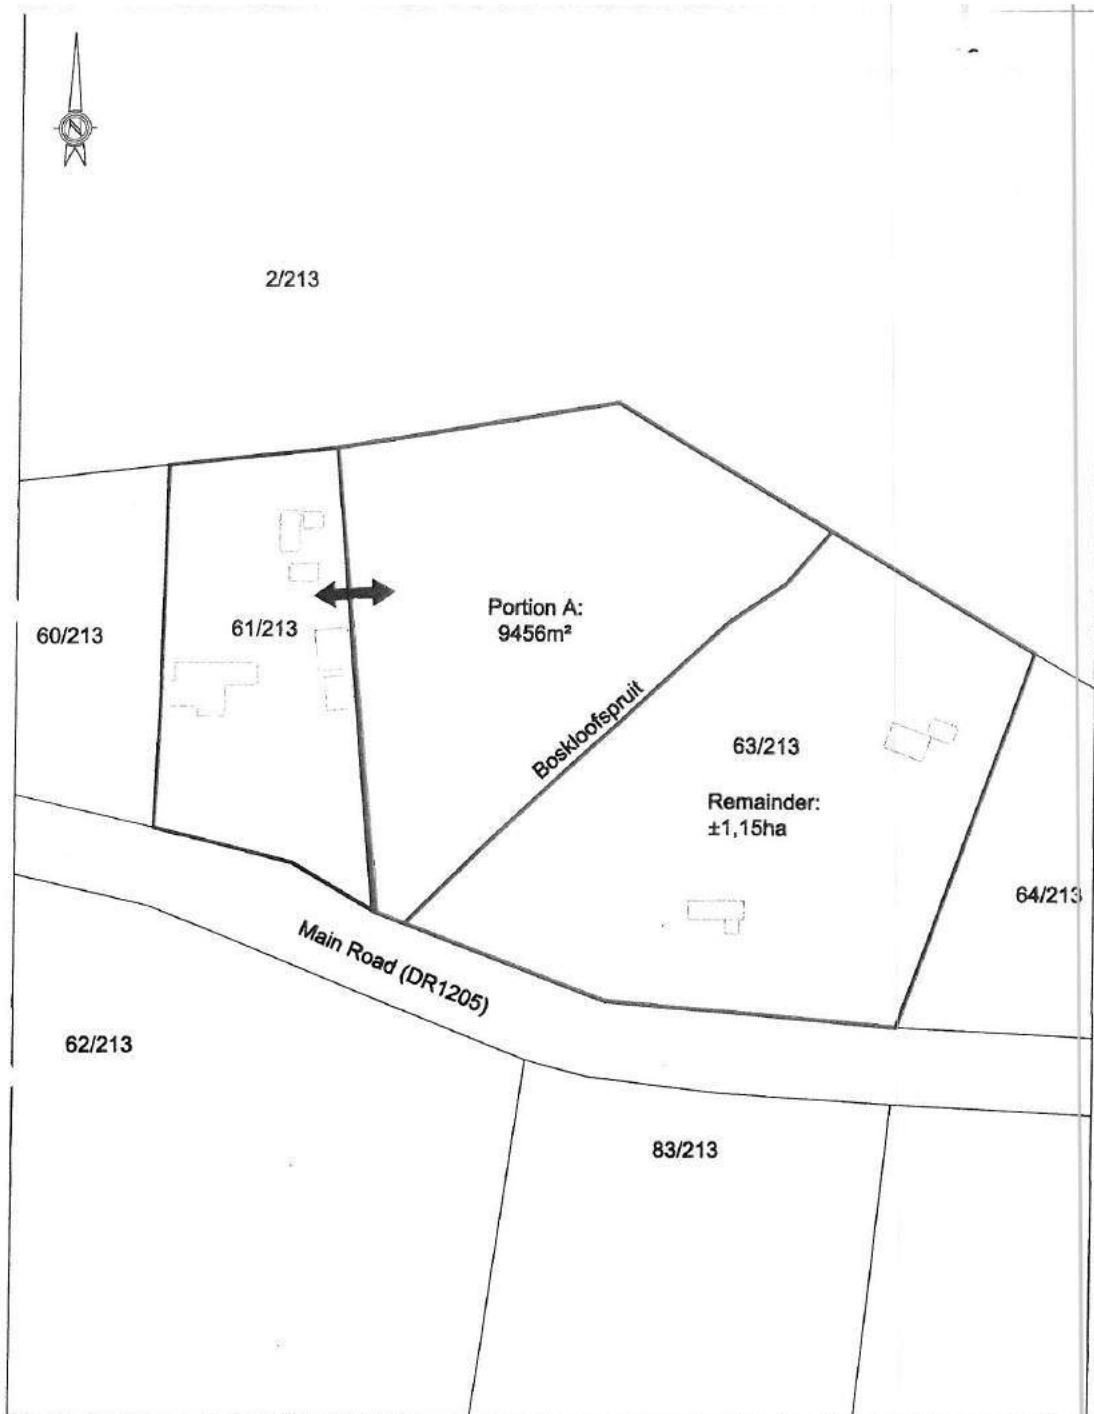 N
2/213
Portion A:
9456m²
60/213
61/213
Boskloofspruit
63/213
Remainder:
±1,15ha
64/213
Main Road (DR1205)
62/213
83/213